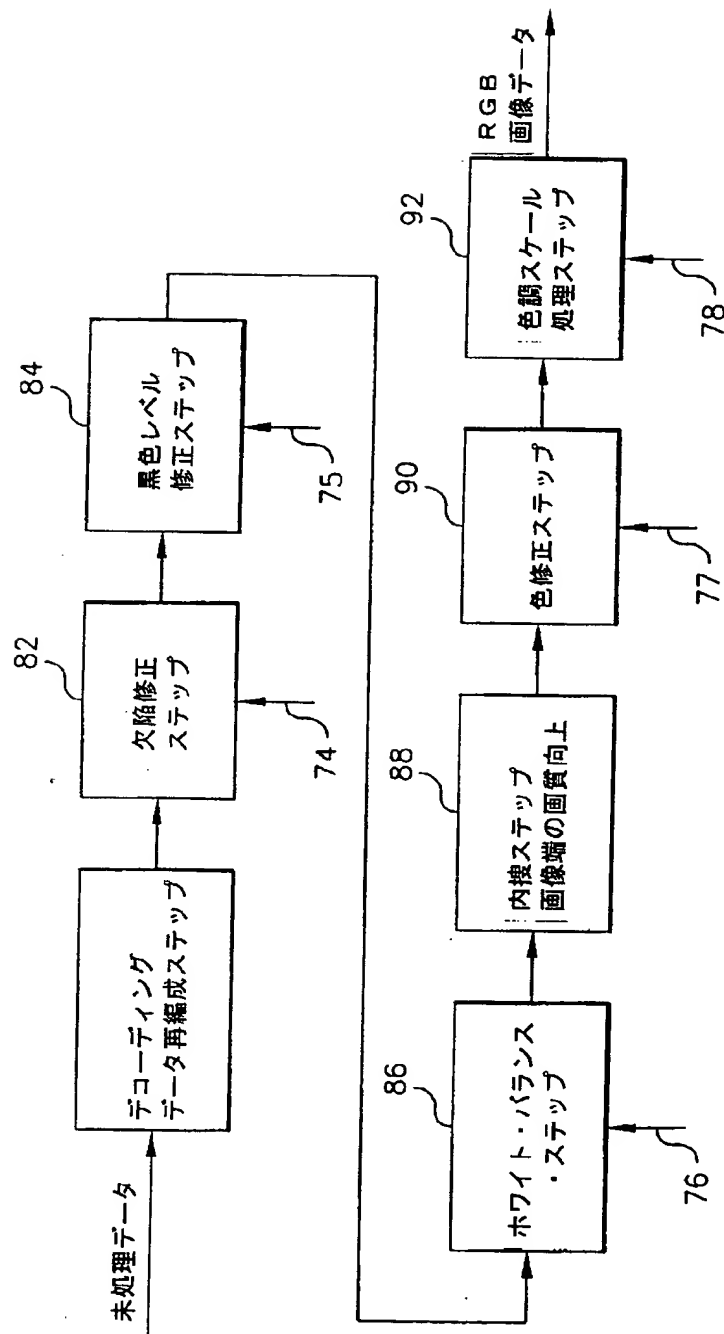 未処理データ
デコーディング
データ再編成ステップ
82
欠陥修正
ステップ
74
84
黒色レベル
修正ステップ
75
86
ホワイト・バランス
・ステップ
76
88
内挿ステップ
画像端の画質向上
90
色修正ステップ
77
92
色調スケール
処理ステップ
78
RGB
画像データ